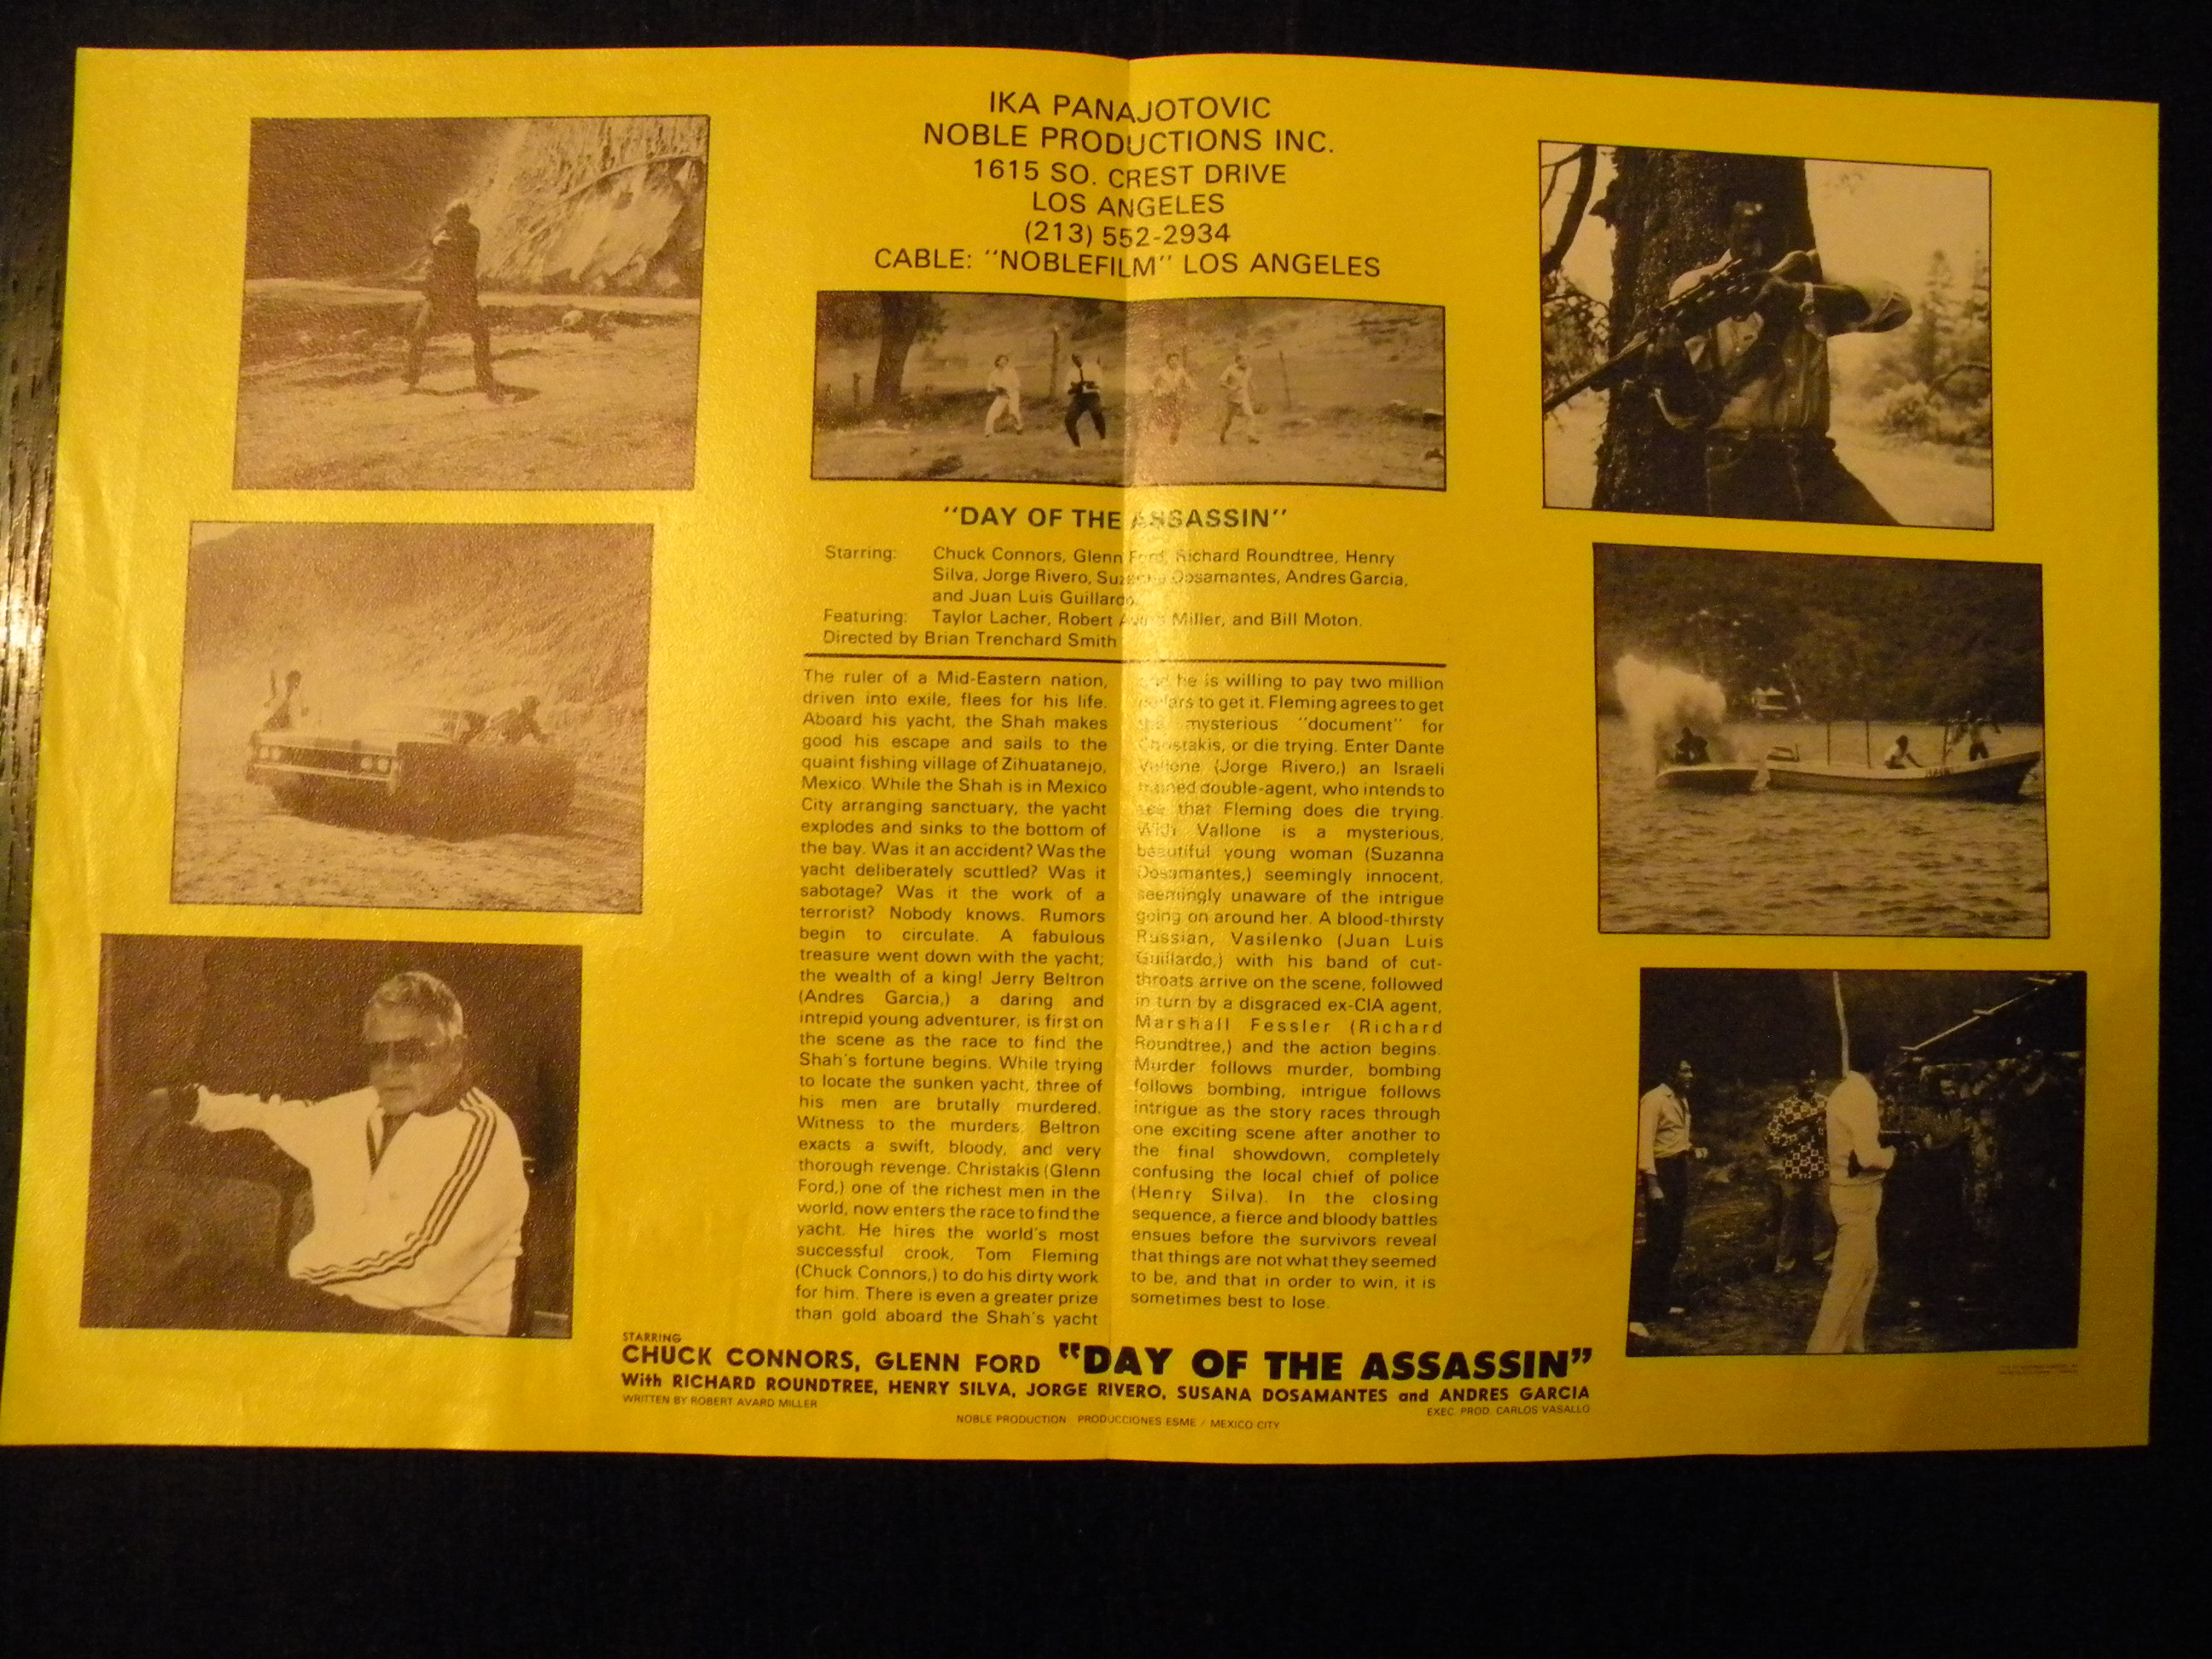 IKA PANAJOTOVIC
NOBLE PRODUCTIONS INC.
1615 SO. CREST DRIVE
LOS ANGELES
(213) 552-2934
CABLE: "NOBLEFILM" LOS ANGELES
"DAY OF THE ASSASSIN"
Starring: Chuck Connors, Glenn Ford, Richard Roundtree, Henry
Silva, Jorge Rivero, Suzanna Dosamantes, Andres Garcia,
and Juan Luis Guillardo.
Featuring: Taylor Lacher, Robert Miller, and Bill Moton.
Directed by Brian Trenchard Smith
The ruler of a Mid-Eastern nation,
driven into exile, flees for his life.
Aboard his yacht, the Shah makes
good his escape and sails to the
quaint fishing village of Zihuatanejo,
Mexico. While the Shah is in Mexico
City arranging sanctuary, the yacht
explodes and sinks to the bottom of
the bay. Was it an accident? Was the
yacht deliberately scuttled? Was it
sabotage? Was it the work of a
terrorist? Nobody knows. Rumors
begin to circulate. A fabulous
treasure went down with the yacht;
the wealth of a king! Jerry Beltron
(Andres Garcia,) a daring and
intrepid young adventurer, is first on
the scene as the race to find the
Shah's fortune begins. While trying
to locate the sunken yacht, three of
his men are brutally murdered.
Witness to the murders, Beltron
exacts a swift, bloody, and very
thorough revenge. Christakis (Glenn
Ford,) one of the richest men in the
world, now enters the race to find the
yacht. He hires the world's most
successful crook, Tom Fleming
(Chuck Connors,) to do his dirty work
for him. There is even a greater prize
than gold aboard the Shah's yacht
and he is willing to pay two million
dollars to get it. Fleming agrees to get
the mysterious "document" for
Christakis, or die trying. Enter Dante
Vallone (Jorge Rivero,) an Israeli
trained double-agent, who intends to
see that Fleming does die trying.
With Vallone is a mysterious,
beautiful young woman (Suzanna
Dosamantes,) seemingly innocent,
seemingly unaware of the intrigue
going on around her. A blood-thirsty
Russian, Vasilenko (Juan Luis
Guillardo,) with his band of cut-
throats arrive on the scene, followed
in turn by a disgraced ex-CIA agent,
Marshall Fessler (Richard
Roundtree,) and the action begins.
Murder follows murder, bombing
follows bombing, intrigue follows
intrigue as the story races through
one exciting scene after another to
the final showdown, completely
confusing the local chief of police
(Henry Silva). In the closing
sequence, a fierce and bloody battles
ensues before the survivors reveal
that things are not what they seemed
to be, and that in order to win, it is
sometimes best to lose.
STARRING
CHUCK CONNORS, GLENN FORD "DAY OF THE ASSASSIN"
With RICHARD ROUNDTREE, HENRY SILVA, JORGE RIVERO, SUSANA DOSAMANTES and ANDRES GARCIA
WRITTEN BY ROBERT AVARD MILLER
EXEC. PROD. CARLOS VASALLO
NOBLE PRODUCTION PRODUCCIONES ESME / MEXICO CITY